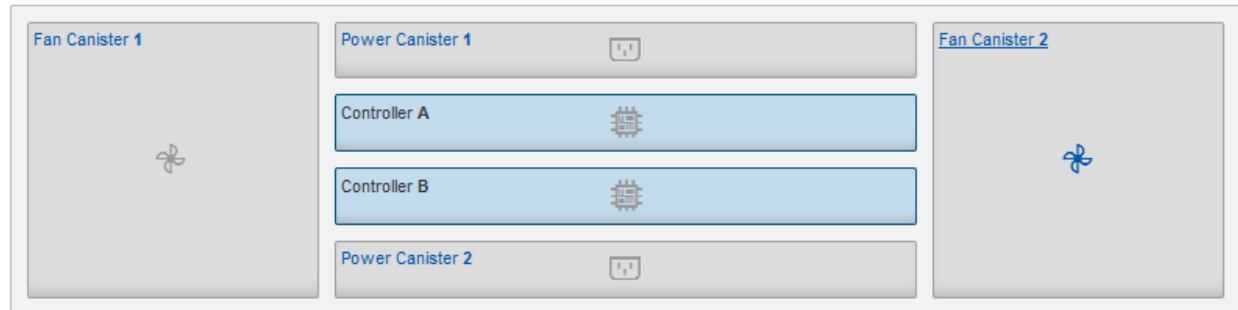 Fan Canister 1
Power Canister 1
Fan Canister 2
Controller A
Controller B
Power Canister 2